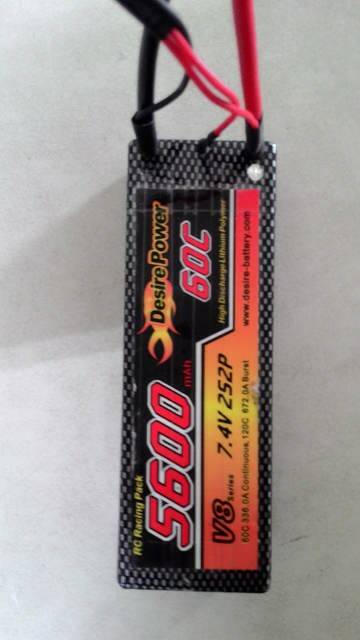 Desire Power
60C
High Discharge Lithium Polymer
www.desire-battery.com
RC Racing Pack
5600 mAh
V8 Series
7.4V 2S2P
60C 336.0A Continuous, 120C 672.0A Burst